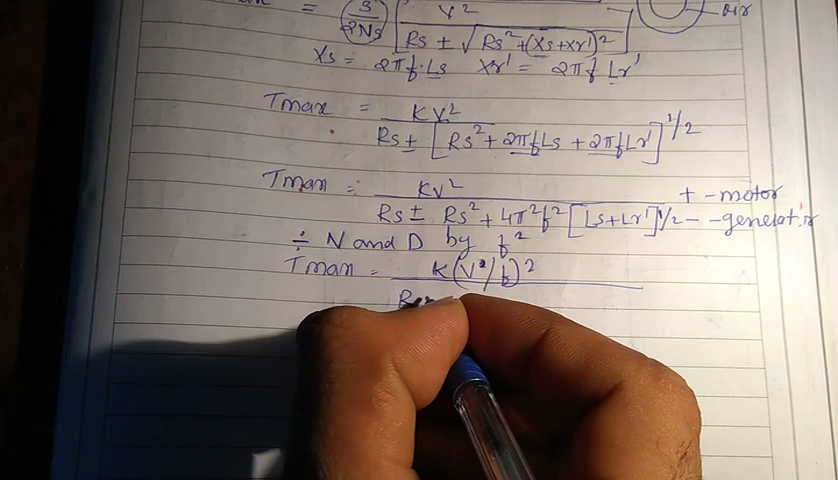 = 3/2Ns [ V² / Rs ± √Rs²+(Xs+Xr')² ]
Xs = 2πf·Ls Xr' = 2πf Lr'
Tmax = KV² / Rs ± [Rs² + 2πfLs + 2πfLr']^1/2
Tmax = KV² / Rs ± Rs² + 4π²f² [Ls+Lr']^1/2 + -motor
- -generator
÷ N and D by f²
Tmax = K(V²/f)²